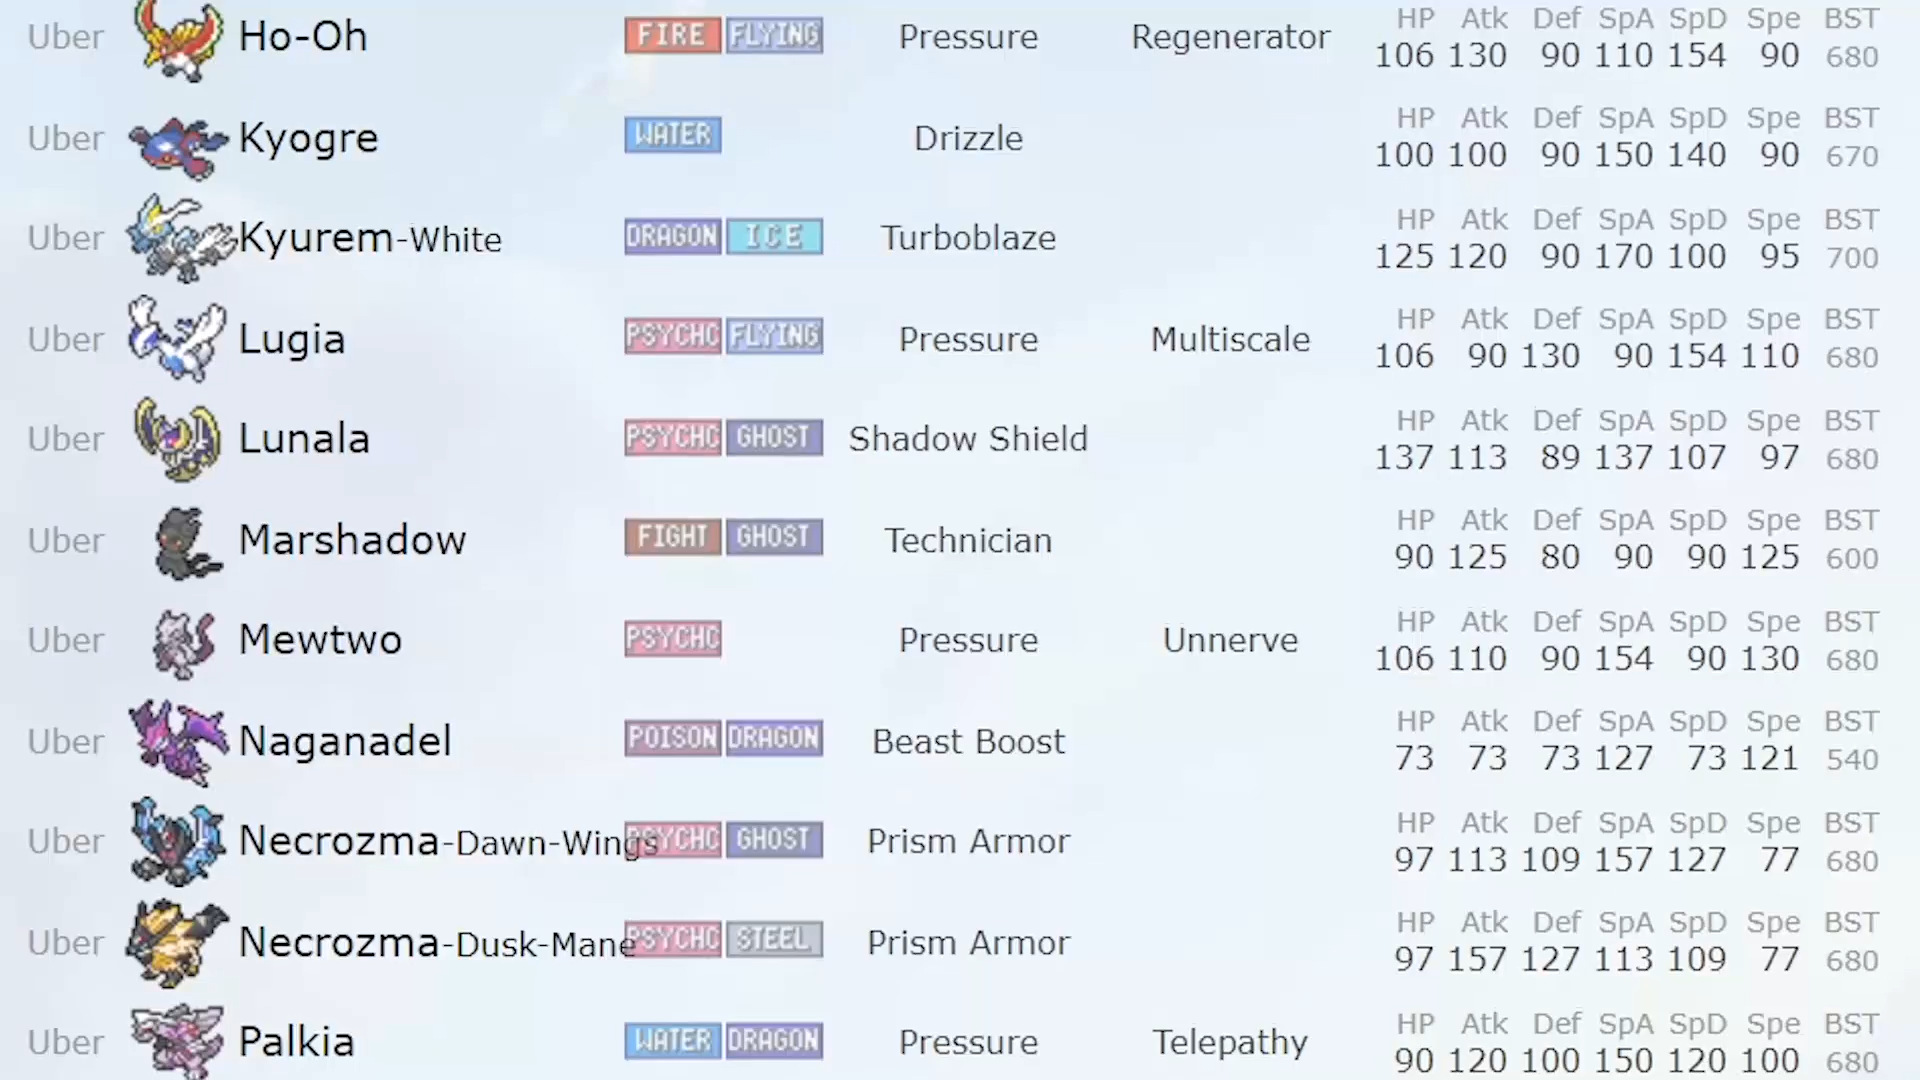 Uber Ho-Oh FIRE FLYING Pressure Regenerator HP Atk Def SpA SpD Spe BST
106 130 90 110 154 90 680
Uber Kyogre WATER Drizzle HP Atk Def SpA SpD Spe BST
100 100 90 150 140 90 670
Uber Kyurem-White DRAGON ICE Turboblaze HP Atk Def SpA SpD Spe BST
125 120 90 170 100 95 700
Uber Lugia PSYCHC FLYING Pressure Multiscale HP Atk Def SpA SpD Spe BST
106 90 130 90 154 110 680
Uber Lunala PSYCHC GHOST Shadow Shield HP Atk Def SpA SpD Spe BST
137 113 89 137 107 97 680
Uber Marshadow FIGHT GHOST Technician HP Atk Def SpA SpD Spe BST
90 125 80 90 90 125 600
Uber Mewtwo PSYCHC Pressure Unnerve HP Atk Def SpA SpD Spe BST
106 110 90 154 90 130 680
Uber Naganadel POISON DRAGON Beast Boost HP Atk Def SpA SpD Spe BST
73 73 73 127 73 121 540
Uber Necrozma-Dawn-Wings PSYCHC GHOST Prism Armor HP Atk Def SpA SpD Spe BST
97 113 109 157 127 77 680
Uber Necrozma-Dusk-Mane PSYCHC STEEL Prism Armor HP Atk Def SpA SpD Spe BST
97 157 127 113 109 77 680
Uber Palkia WATER DRAGON Pressure Telepathy HP Atk Def SpA SpD Spe BST
90 120 100 150 120 100 680